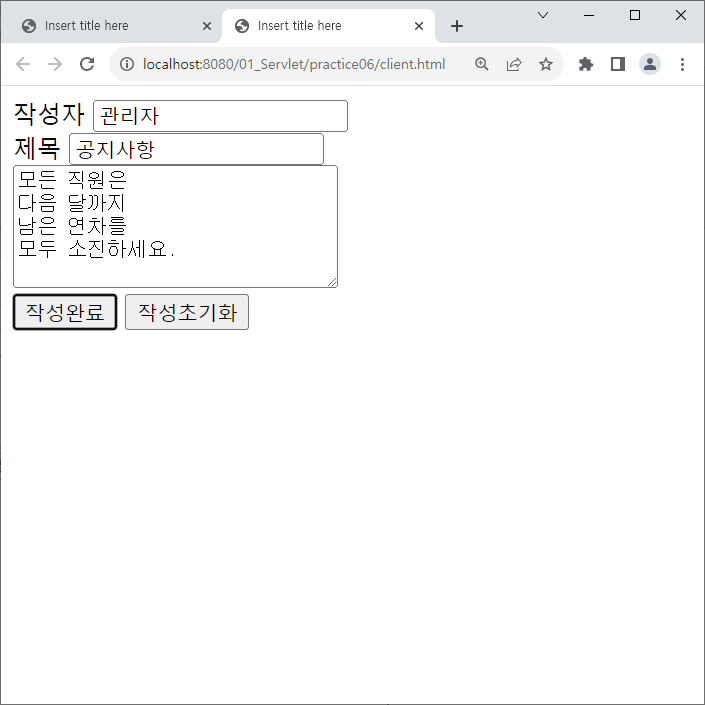 Insert title here
Insert title here
localhost:8080/01_Servlet/practice06/client.html
작성자 관리자
제목 공지사항
모든 직원은
다음 달까지
남은 연차를
모두 소진하세요.
작성완료 작성초기화